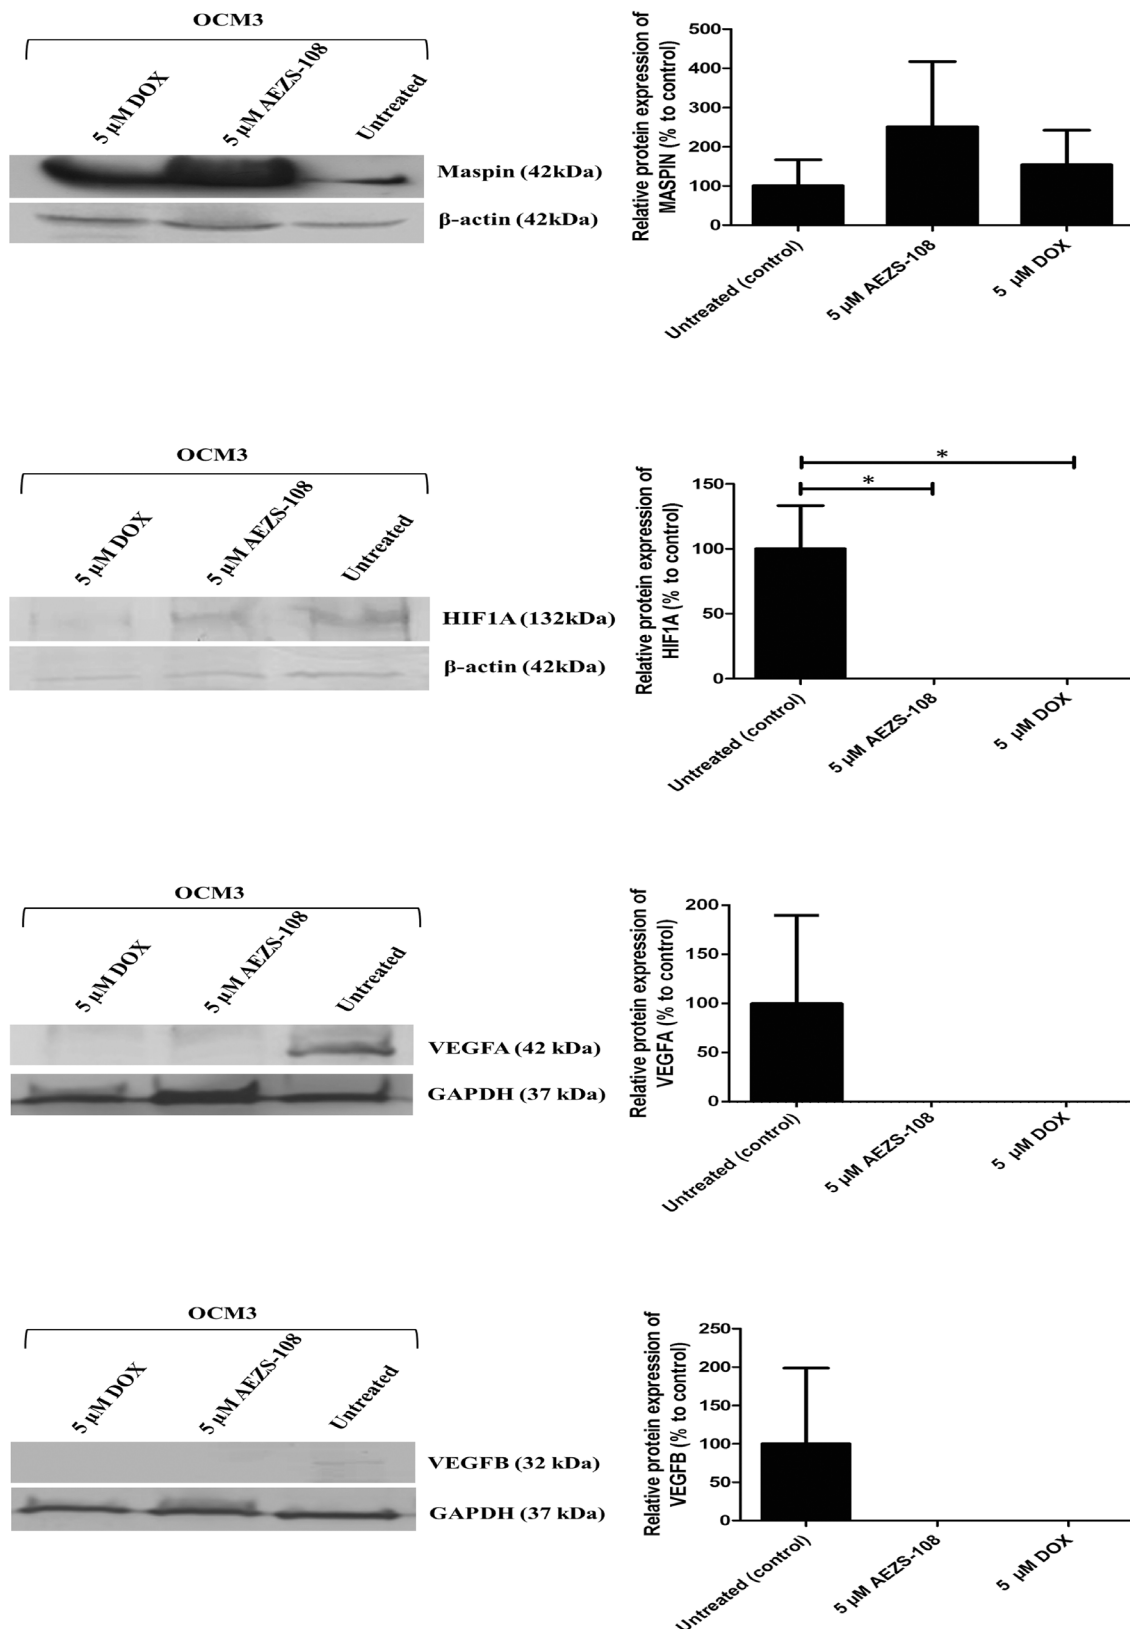 OCM3
5 µM DOX
5 µM AEZS-108
Untreated
Maspin (42kDa)
β-actin (42kDa)
Relative protein expression of
MASPIN (% to control)
500
400
300
200
100
0
Untreated (control)
5 µM AEZS-108
5 µM DOX
OCM3
5 µM DOX
5 µM AEZS-108
Untreated
HIF1A (132kDa)
β-actin (42kDa)
Relative protein expression of
HIF1A (% to control)
*
*
150
100
50
0
Untreated (control)
5 µM AEZS-108
5 µM DOX
OCM3
5 µM DOX
5 µM AEZS-108
Untreated
VEGFA (42 kDa)
GAPDH (37 kDa)
Relative protein expression of
VEGFA (% to control)
200
150
100
50
0
Untreated (control)
5 µM AEZS-108
5 µM DOX
OCM3
5 µM DOX
5 µM AEZS-108
Untreated
VEGFB (32 kDa)
GAPDH (37 kDa)
Relative protein expression of
VEGFB (% to control)
250
200
150
100
50
0
Untreated (control)
5 µM AEZS-108
5 µM DOX